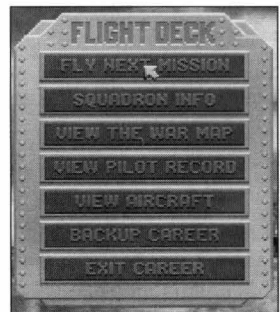 FLIGHT DECK
FLY NEXT MISSION
SQUADRON INFO
VIEW THE WAR MAP
VIEW PILOT RECORD
VIEW AIRCRAFT
BACKUP CAREER
EXIT CAREER